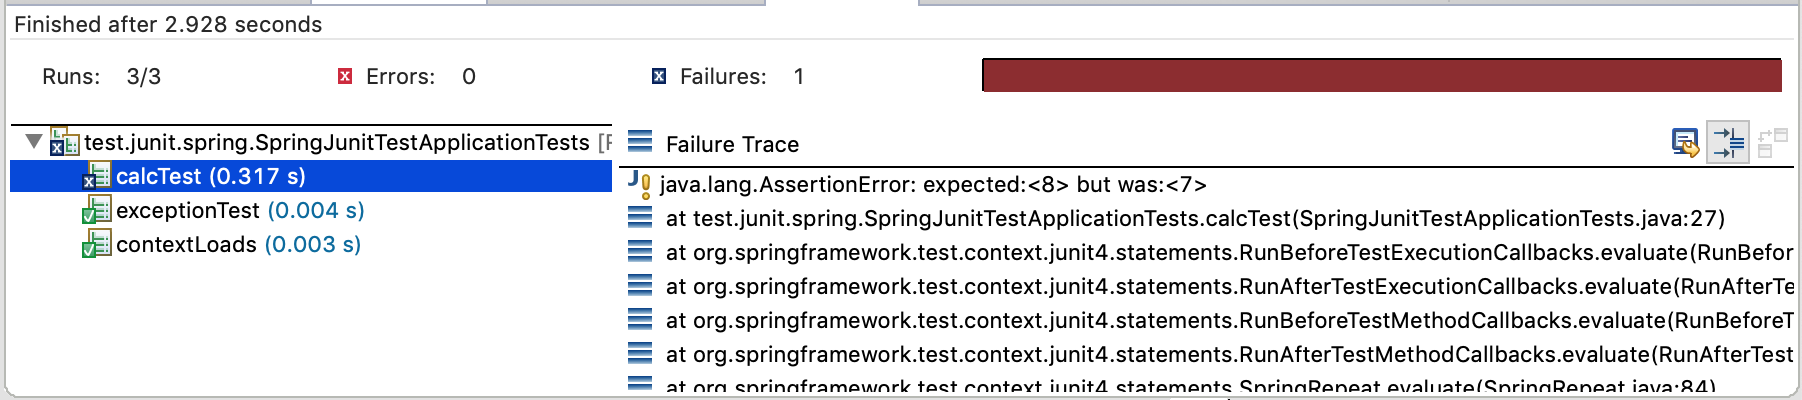 Finished after 2.928 seconds
Runs: 3/3 Errors: 0 Failures: 1
test.junit.spring.SpringJunitTestApplicationTests [
calcTest (0.317 s)
exceptionTest (0.004 s)
contextLoads (0.003 s)
Failure Trace
java.lang.AssertionError: expected:<8> but was:<7>
at test.junit.spring.SpringJunitTestApplicationTests.calcTest(SpringJunitTestApplicationTests.java:27)
at org.springframework.test.context.junit4.statements.RunBeforeTestExecutionCallbacks.evaluate(RunBefor
at org.springframework.test.context.junit4.statements.RunAfterTestExecutionCallbacks.evaluate(RunAfterTe
at org.springframework.test.context.junit4.statements.RunBeforeTestMethodCallbacks.evaluate(RunBeforeT
at org.springframework.test.context.junit4.statements.RunAfterTestMethodCallbacks.evaluate(RunAfterTest
at org.springframework.test.context.junit4.statements.SpringRepeat.evaluate(SpringRepeat.java:84)